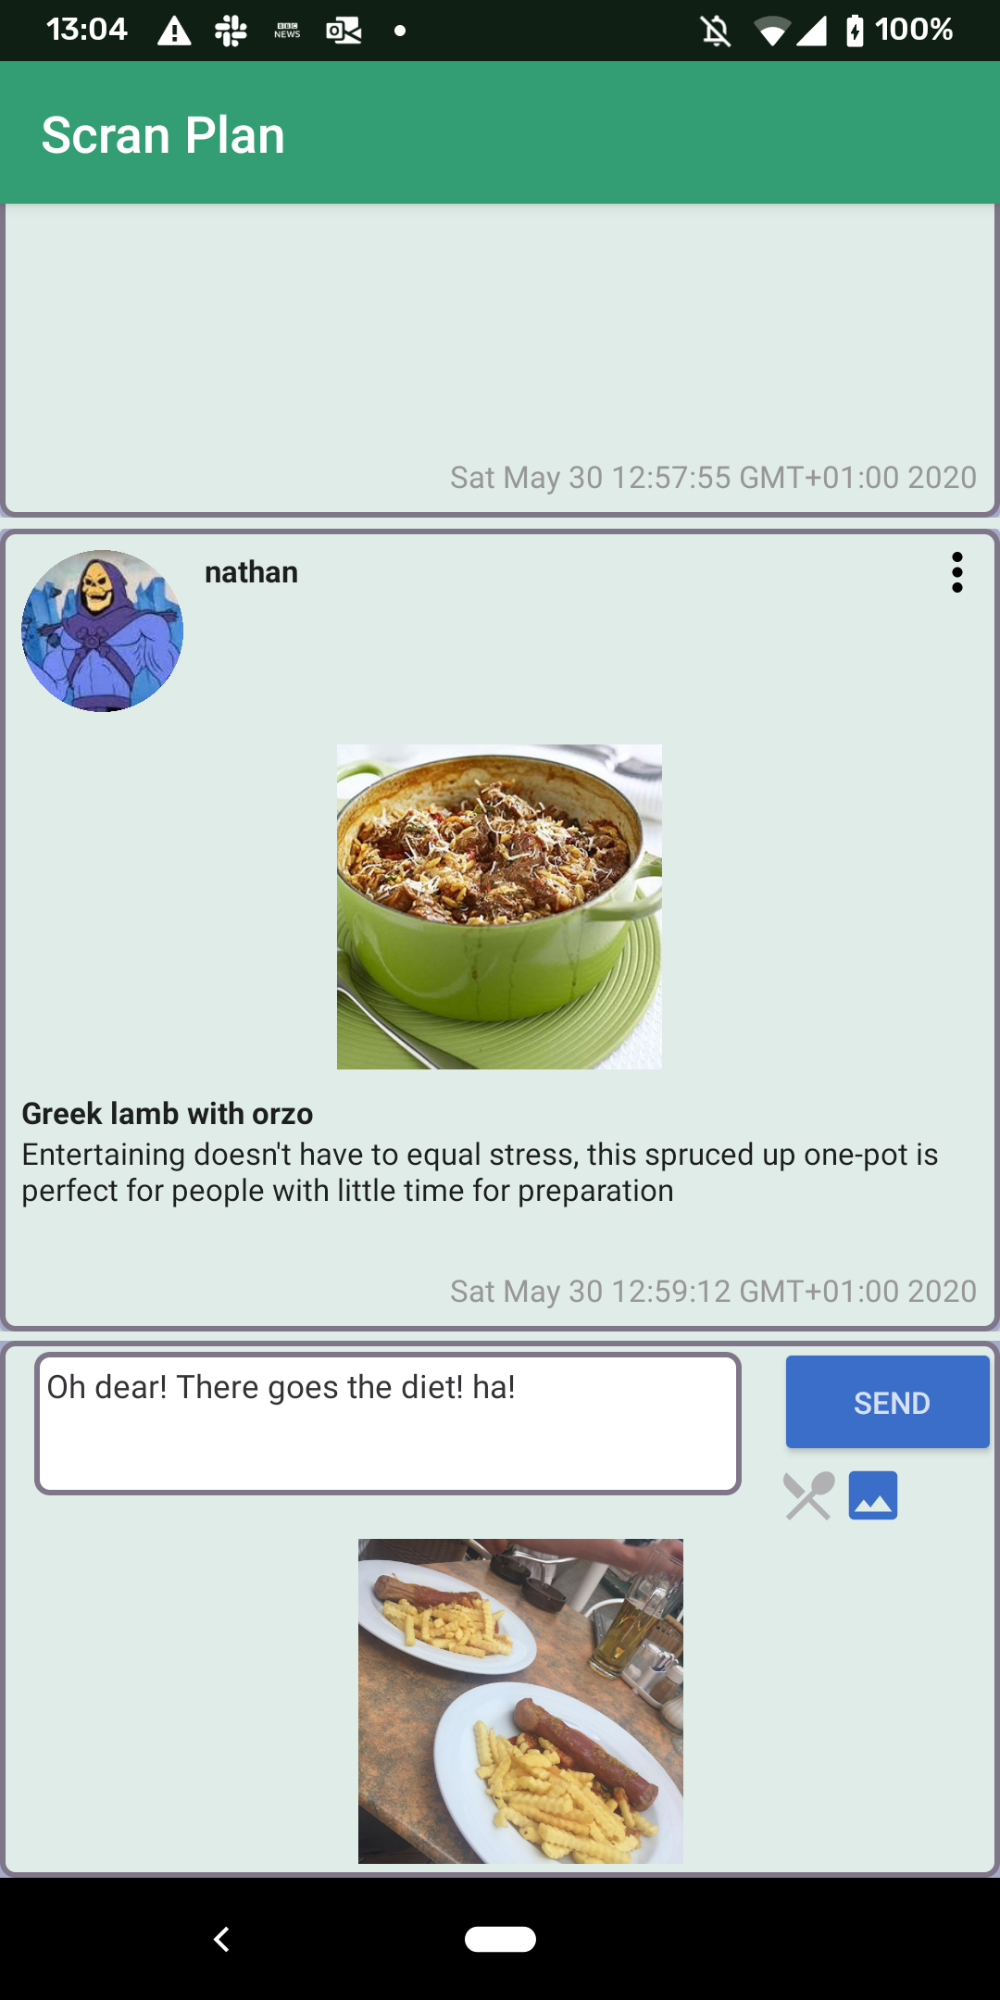 13:04 BBC NEWS 100%
Scran Plan
Sat May 30 12:57:55 GMT+01:00 2020
nathan
Greek lamb with orzo
Entertaining doesn't have to equal stress, this spruced up one-pot is
perfect for people with little time for preparation
Sat May 30 12:59:12 GMT+01:00 2020
Oh dear! There goes the diet! ha!
SEND